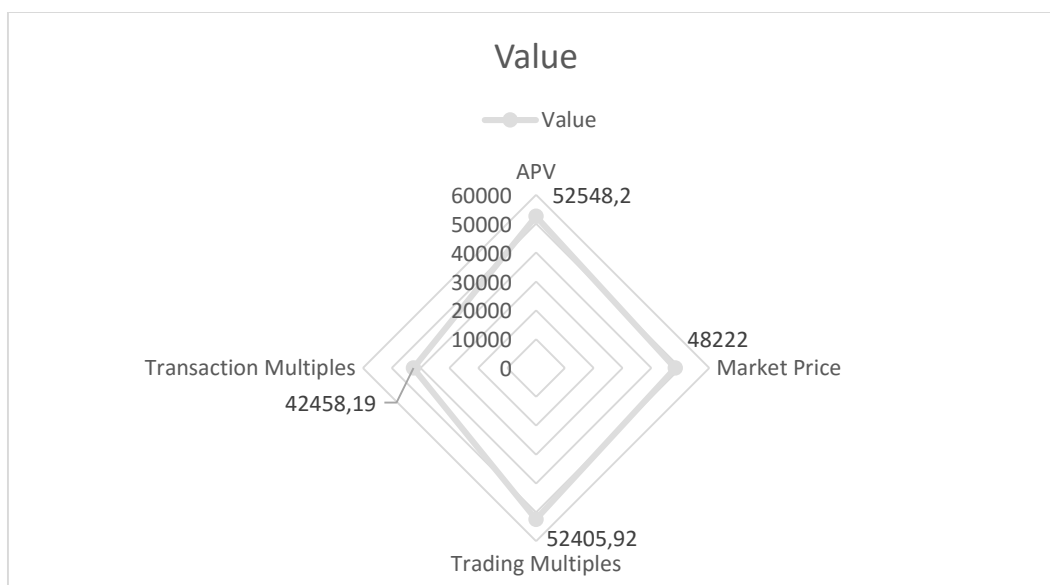 Value
Value
APV
60000
52548,2
50000
40000
30000
20000
10000
48222
0
Transaction Multiples
Market Price
42458,19
52405,92
Trading Multiples